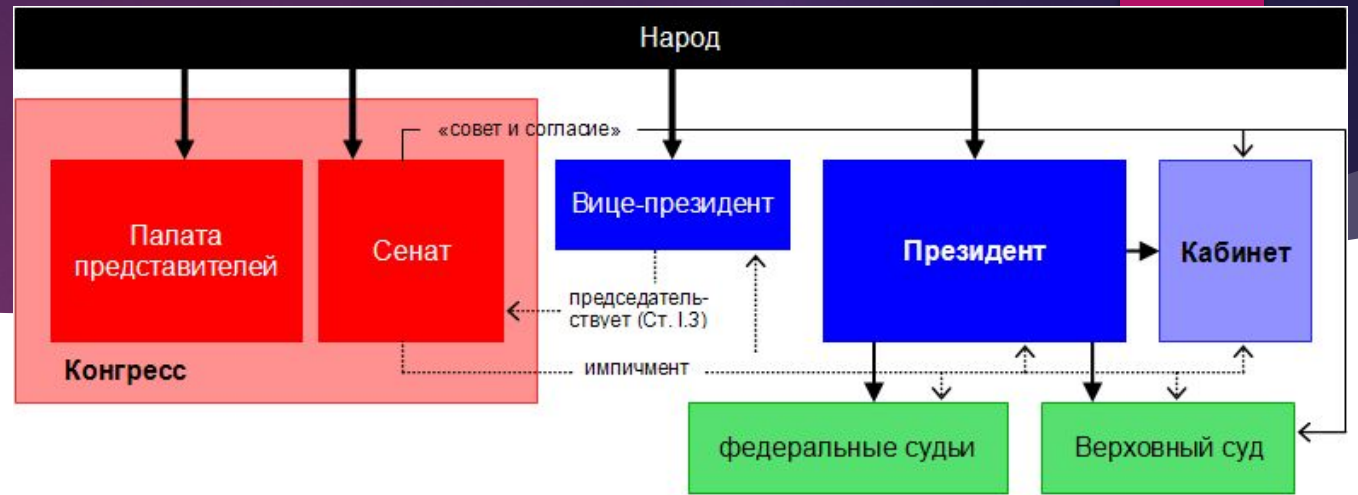 Народ
«совет и согласие»
Палата
представителей
Сенат
Вице-президент
Президент
Кабинет
председатель-
ствует (Ст. I.3)
импичмент
Конгресс
федеральные судьи
Верховный суд